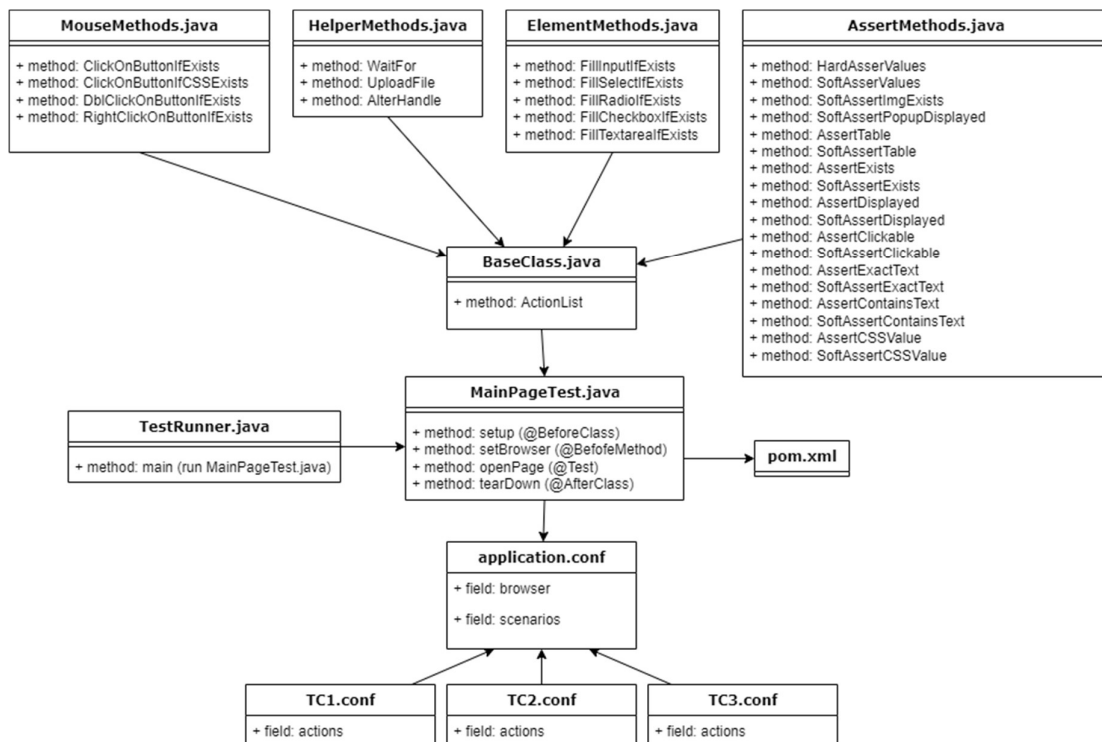 MouseMethods.java
+ method: ClickOnButtonIfExists
+ method: ClickOnButtonIfCSSExists
+ method: DblClickOnButtonIfExists
+ method: RightClickOnButtonIfExists
HelperMethods.java
+ method: WaitFor
+ method: UploadFile
+ method: AlterHandle
ElementMethods.java
+ method: FillInputIfExists
+ method: FillSelectIfExists
+ method: FillRadioIfExists
+ method: FillCheckboxIfExists
+ method: FillTextareaIfExists
AssertMethods.java
+ method: HardAsserValues
+ method: SoftAsserValues
+ method: SoftAssertImgExists
+ method: SoftAssertPopupDisplayed
+ method: AssertTable
+ method: SoftAssertTable
+ method: AssertExists
+ method: SoftAssertExists
+ method: AssertDisplayed
+ method: SoftAssertDisplayed
+ method: AssertClickable
+ method: SoftAssertClickable
+ method: AssertExactText
+ method: SoftAssertExactText
+ method: AssertContainsText
+ method: SoftAssertContainsText
+ method: AssertCSSValue
+ method: SoftAssertCSSValue
BaseClass.java
+ method: ActionList
MainPageTest.java
+ method: setup (@BeforeClass)
+ method: setBrowser (@BefofeMethod)
+ method: openPage (@Test)
+ method: tearDown (@AfterClass)
TestRunner.java
+ method: main (run MainPageTest.java)
pom.xml
application.conf
+ field: browser
+ field: scenarios
TC1.conf
+ field: actions
TC2.conf
+ field: actions
TC3.conf
+ field: actions